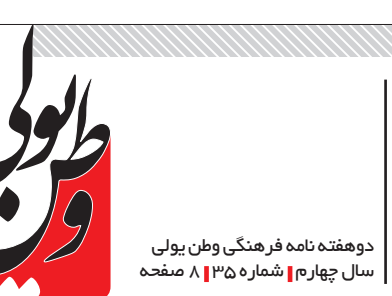 وطن یولی
دوهفته نامه فرهنگی وطن یولی
سال چهارم | شماره ۳۵ | ۸ صفحه